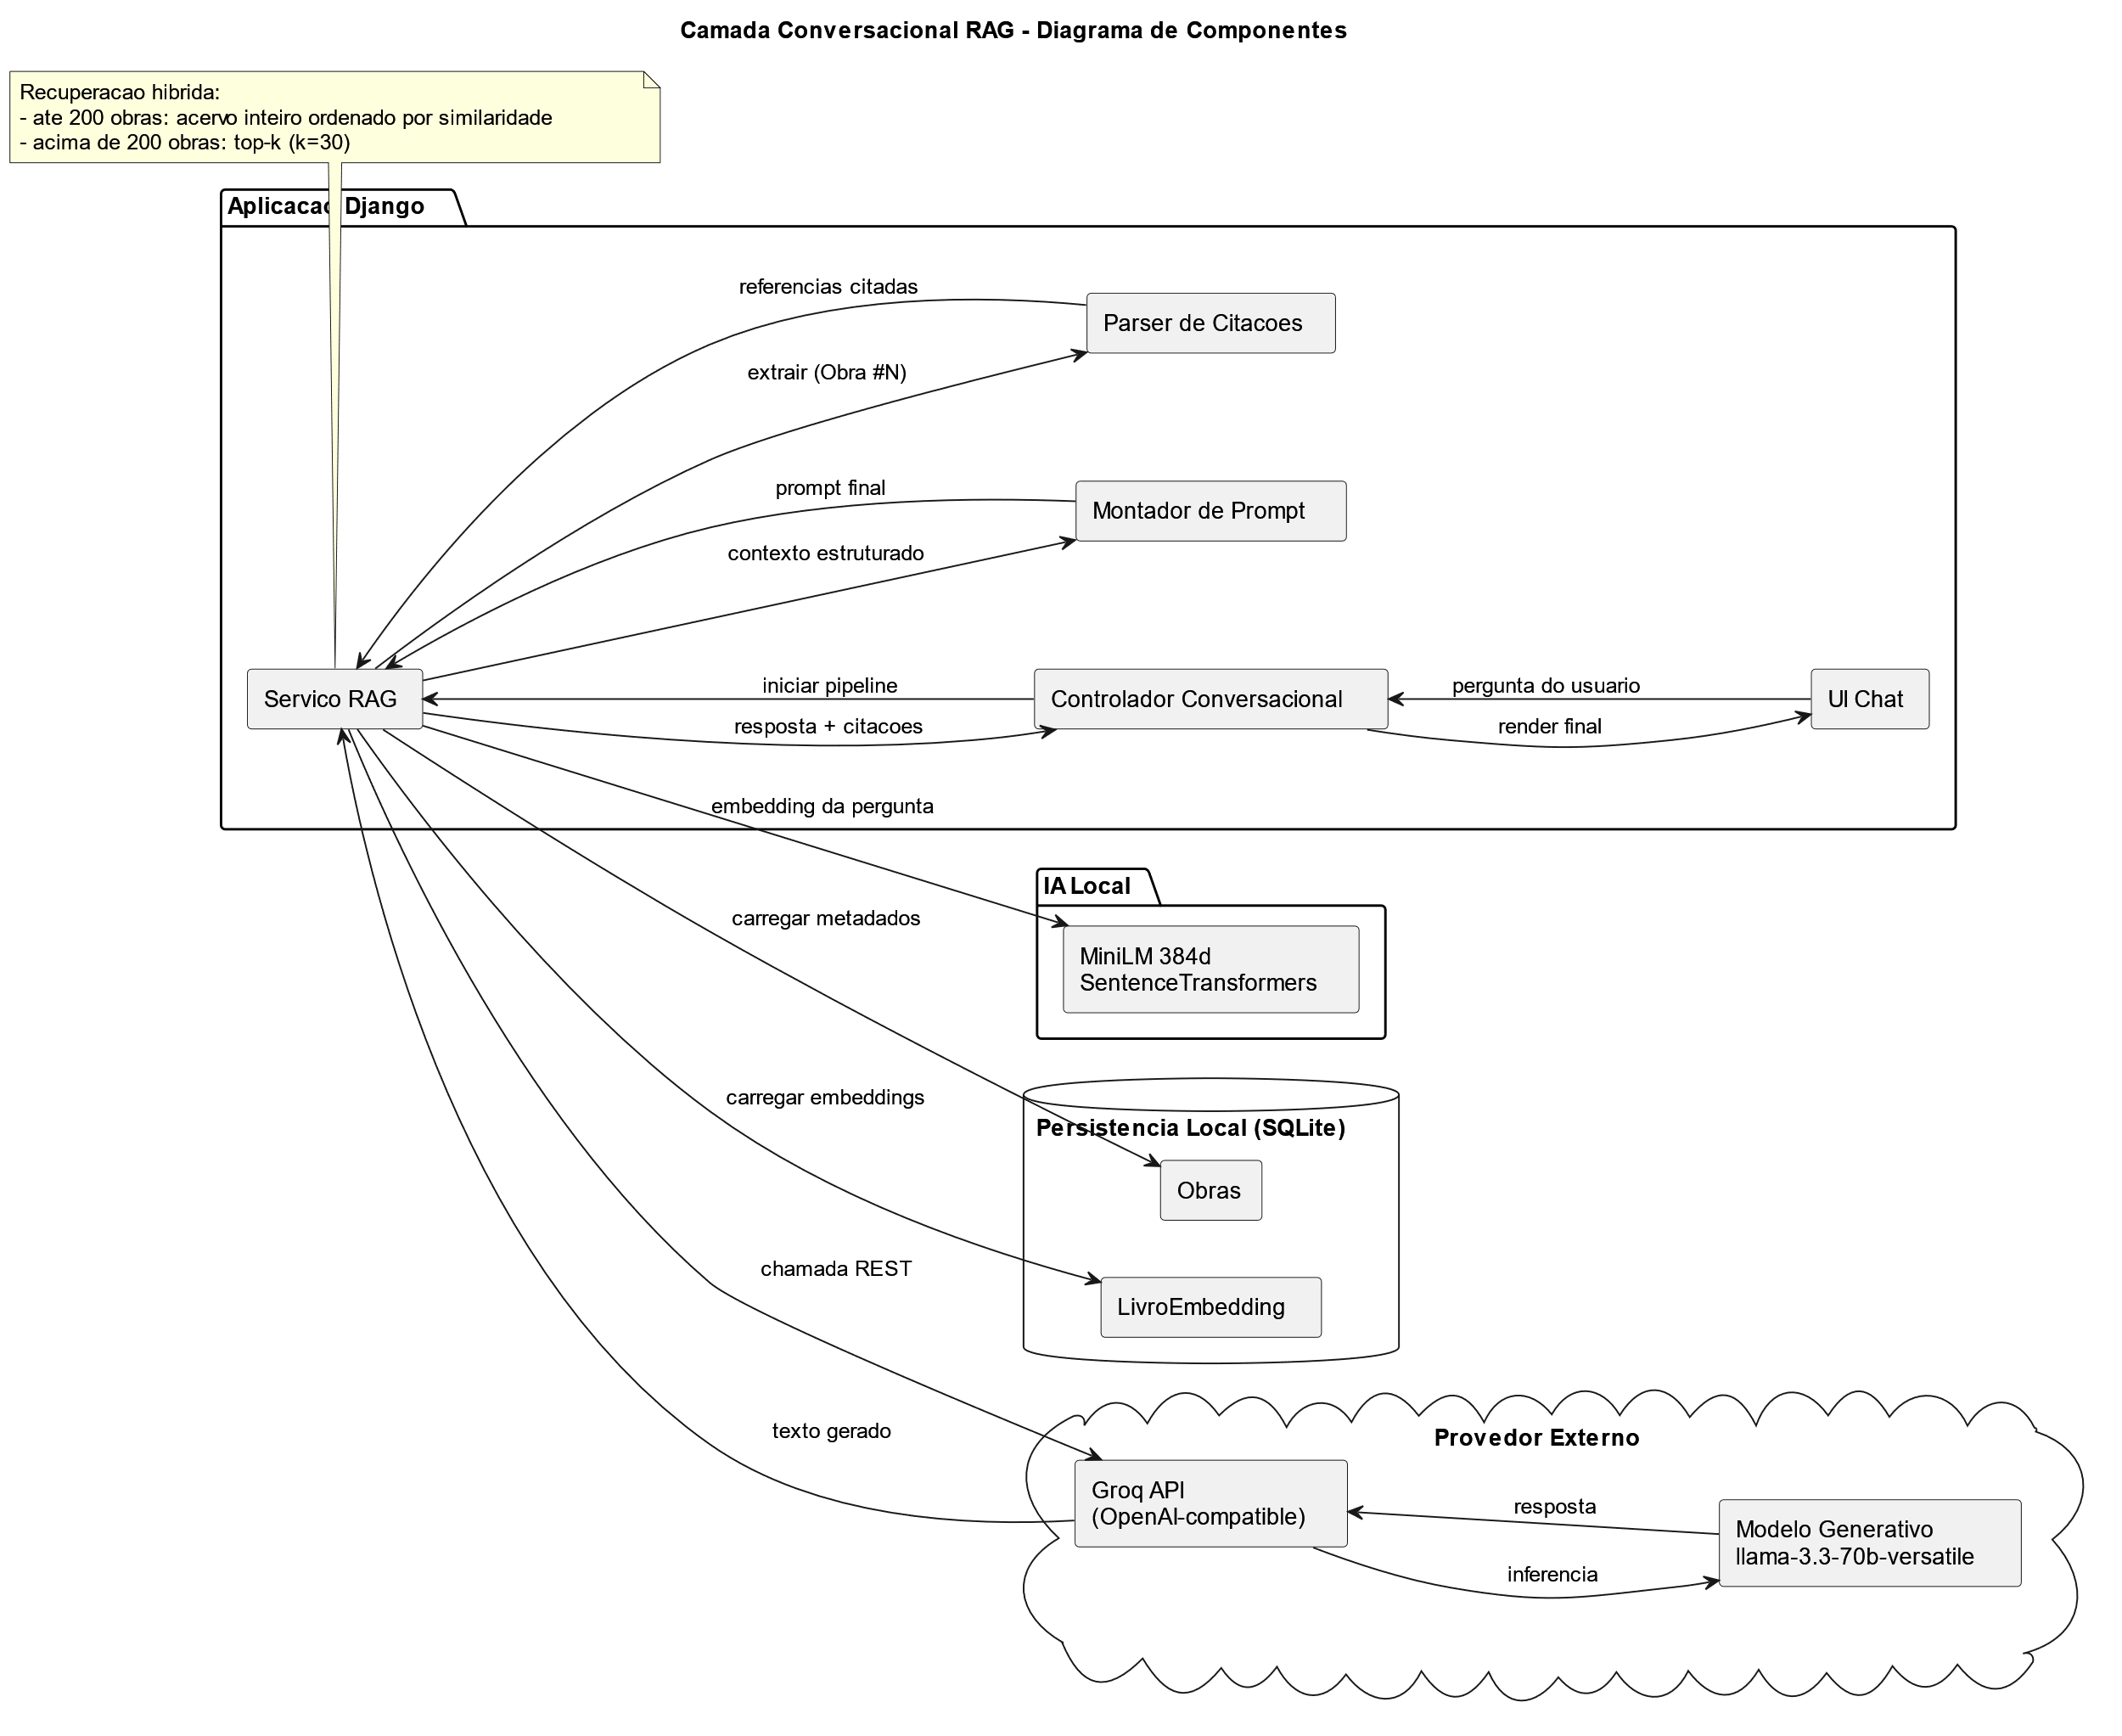 Camada Conversacional RAG - Diagrama de Componentes
Recuperacao hibrida:
- ate 200 obras: acervo inteiro ordenado por similaridade
- acima de 200 obras: top-k (k=30)
Aplicacao Django
referencias citadas
Parser de Citacoes
extrair (Obra #N)
prompt final
Montador de Prompt
contexto estruturado
Servico RAG
iniciar pipeline
Controlador Conversacional
pergunta do usuario
UI Chat
resposta + citacoes
render final
embedding da pergunta
IA Local
carregar metadados
MiniLM 384d
SentenceTransformers
carregar embeddings
Persistencia Local (SQLite)
Obras
chamada REST
LivroEmbedding
texto gerado
Provedor Externo
Groq API
(OpenAI-compatible)
resposta
Modelo Generativo
llama-3.3-70b-versatile
inferencia